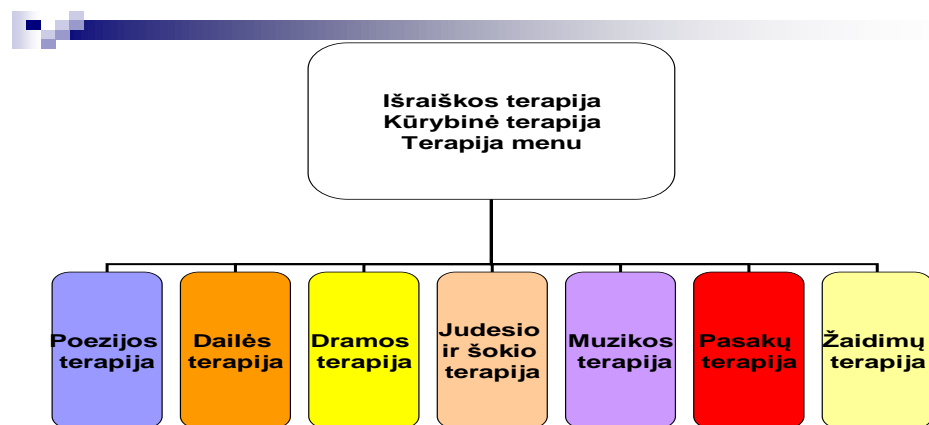 Išraiškos terapija
Kūrybinė terapija
Terapija menu
Poezijos
terapija
Dailės
terapija
Dramos
terapija
Judesio
ir šokio
terapija
Muzikos
terapija
Pasakų
terapija
Žaidimų
terapija